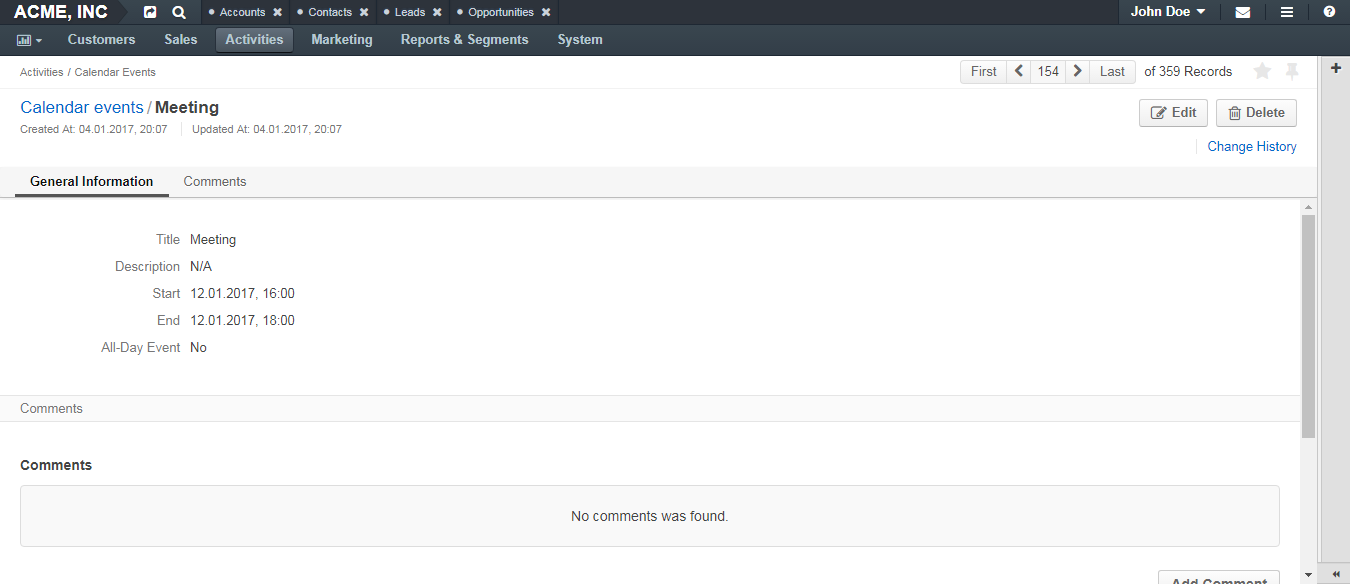 ACME, INC Accounts Contacts Leads Opportunities John Doe
Customers Sales Activities Marketing Reports & Segments System
Activities / Calendar Events First 154 Last of 359 Records
Calendar events / Meeting Edit Delete
Created At: 04.01.2017, 20:07 Updated At: 04.01.2017, 20:07
Change History
General Information Comments
Title Meeting
Description N/A
Start 12.01.2017, 16:00
End 12.01.2017, 18:00
All-Day Event No
Comments
Comments
No comments was found.
Add Comment